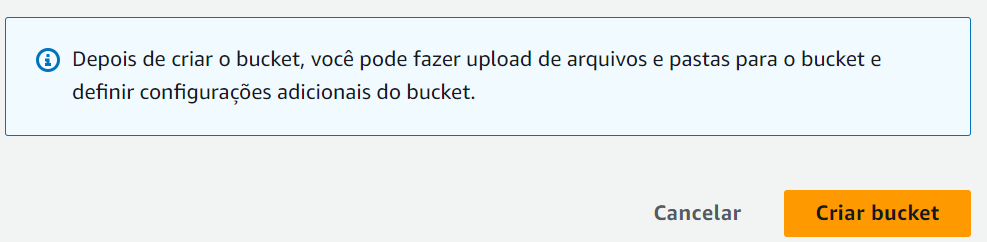 Depois de criar o bucket, você pode fazer upload de arquivos e pastas para o bucket e
definir configurações adicionais do bucket.
Cancelar
Criar bucket